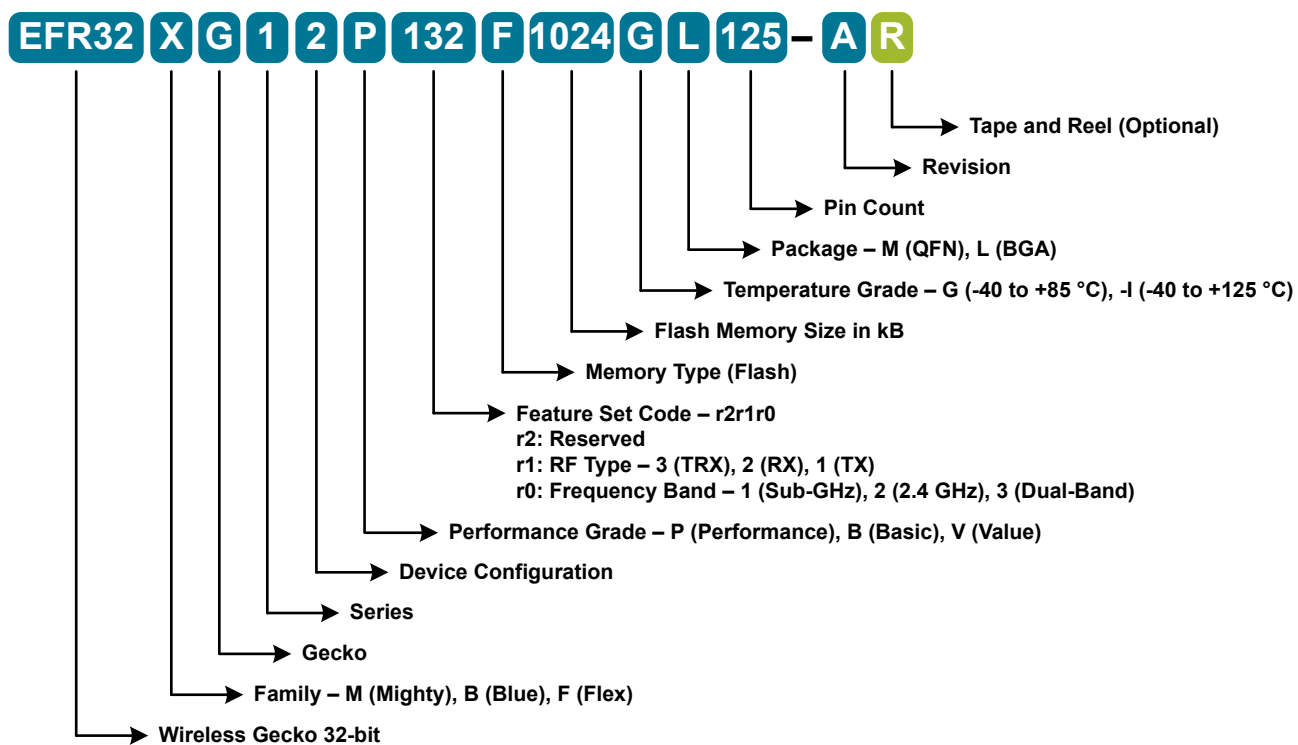 EFR32 X G 1 2 P 132 F 1024 G L 125 – A R
Tape and Reel (Optional)
Revision
Pin Count
Package – M (QFN), L (BGA)
Temperature Grade – G (-40 to +85 °C), -I (-40 to +125 °C)
Flash Memory Size in kB
Memory Type (Flash)
Feature Set Code – r2r1r0
r2: Reserved
r1: RF Type – 3 (TRX), 2 (RX), 1 (TX)
r0: Frequency Band – 1 (Sub-GHz), 2 (2.4 GHz), 3 (Dual-Band)
Performance Grade – P (Performance), B (Basic), V (Value)
Device Configuration
Series
Gecko
Family – M (Mighty), B (Blue), F (Flex)
Wireless Gecko 32-bit